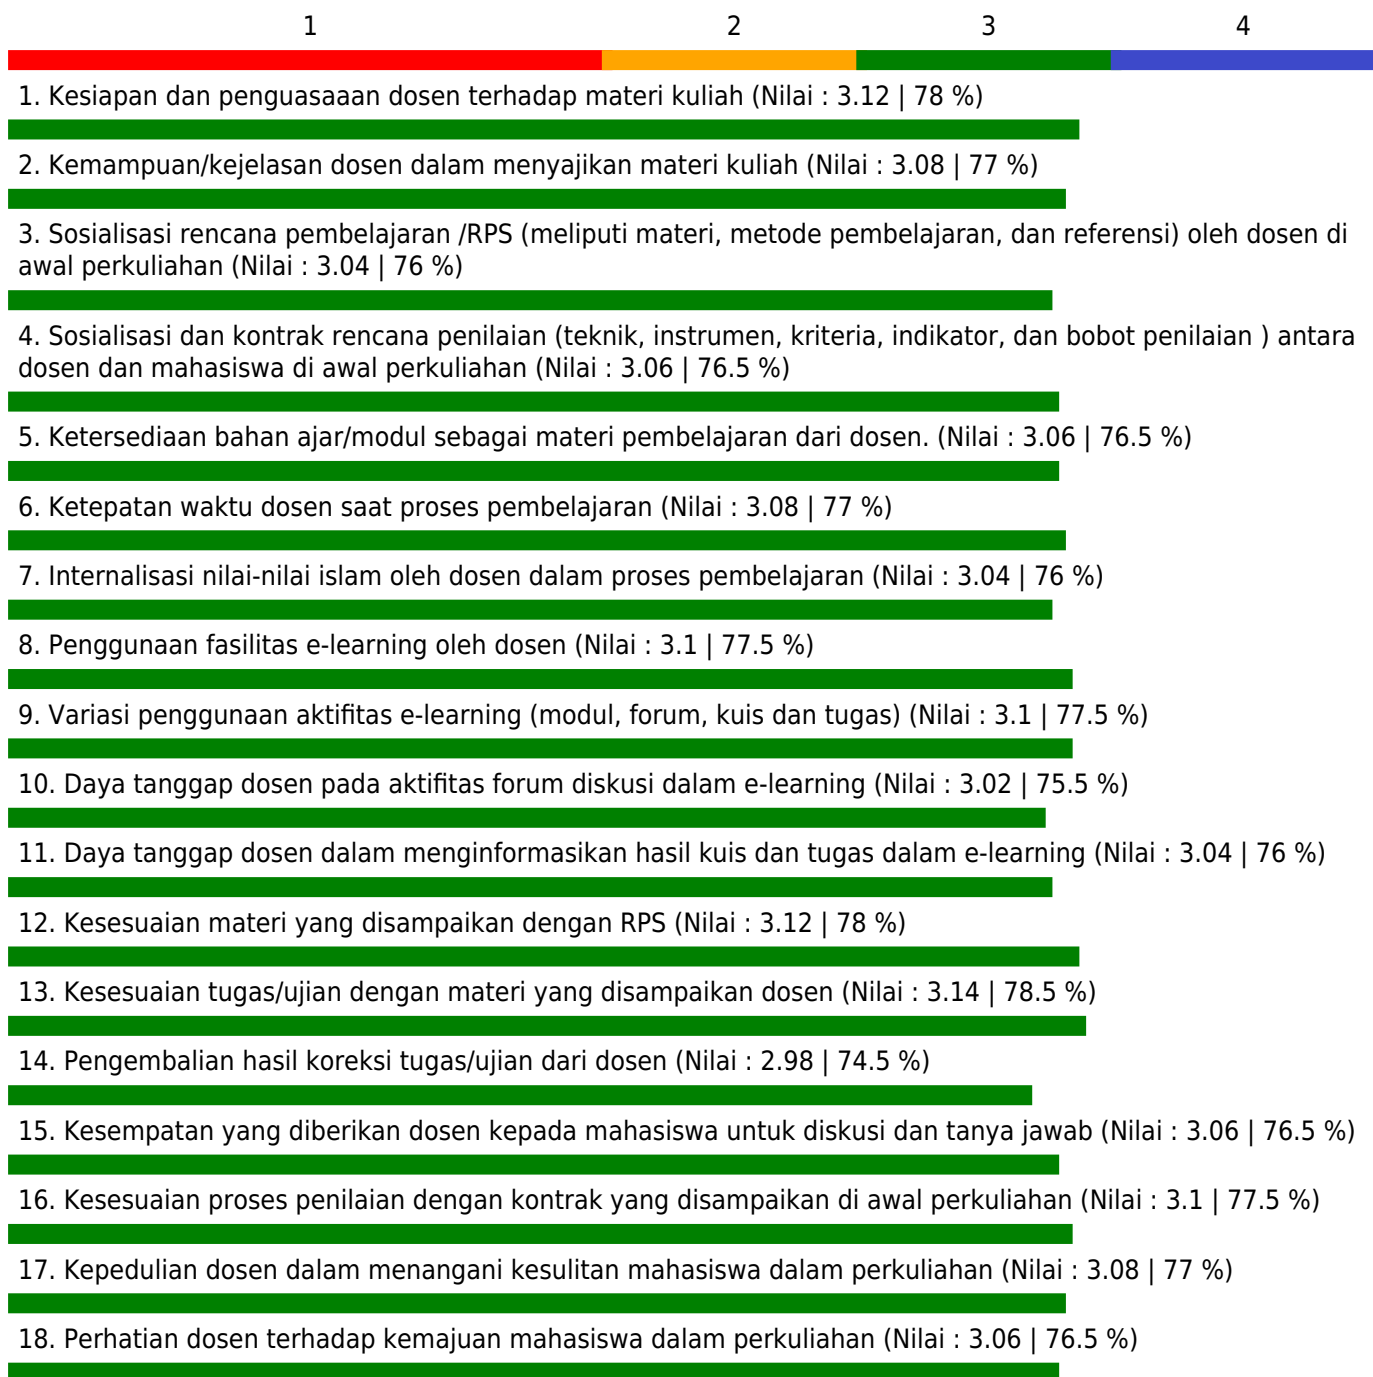 1 2 3 4
1. Kesiapan dan penguasaaan dosen terhadap materi kuliah (Nilai : 3.12 | 78 %)
2. Kemampuan/kejelasan dosen dalam menyajikan materi kuliah (Nilai : 3.08 | 77 %)
3. Sosialisasi rencana pembelajaran /RPS (meliputi materi, metode pembelajaran, dan referensi) oleh dosen di
awal perkuliahan (Nilai : 3.04 | 76 %)
4. Sosialisasi dan kontrak rencana penilaian (teknik, instrumen, kriteria, indikator, dan bobot penilaian ) antara
dosen dan mahasiswa di awal perkuliahan (Nilai : 3.06 | 76.5 %)
5. Ketersediaan bahan ajar/modul sebagai materi pembelajaran dari dosen. (Nilai : 3.06 | 76.5 %)
6. Ketepatan waktu dosen saat proses pembelajaran (Nilai : 3.08 | 77 %)
7. Internalisasi nilai-nilai islam oleh dosen dalam proses pembelajaran (Nilai : 3.04 | 76 %)
8. Penggunaan fasilitas e-learning oleh dosen (Nilai : 3.1 | 77.5 %)
9. Variasi penggunaan aktifitas e-learning (modul, forum, kuis dan tugas) (Nilai : 3.1 | 77.5 %)
10. Daya tanggap dosen pada aktifitas forum diskusi dalam e-learning (Nilai : 3.02 | 75.5 %)
11. Daya tanggap dosen dalam menginformasikan hasil kuis dan tugas dalam e-learning (Nilai : 3.04 | 76 %)
12. Kesesuaian materi yang disampaikan dengan RPS (Nilai : 3.12 | 78 %)
13. Kesesuaian tugas/ujian dengan materi yang disampaikan dosen (Nilai : 3.14 | 78.5 %)
14. Pengembalian hasil koreksi tugas/ujian dari dosen (Nilai : 2.98 | 74.5 %)
15. Kesempatan yang diberikan dosen kepada mahasiswa untuk diskusi dan tanya jawab (Nilai : 3.06 | 76.5 %)
16. Kesesuaian proses penilaian dengan kontrak yang disampaikan di awal perkuliahan (Nilai : 3.1 | 77.5 %)
17. Kepedulian dosen dalam menangani kesulitan mahasiswa dalam perkuliahan (Nilai : 3.08 | 77 %)
18. Perhatian dosen terhadap kemajuan mahasiswa dalam perkuliahan (Nilai : 3.06 | 76.5 %)